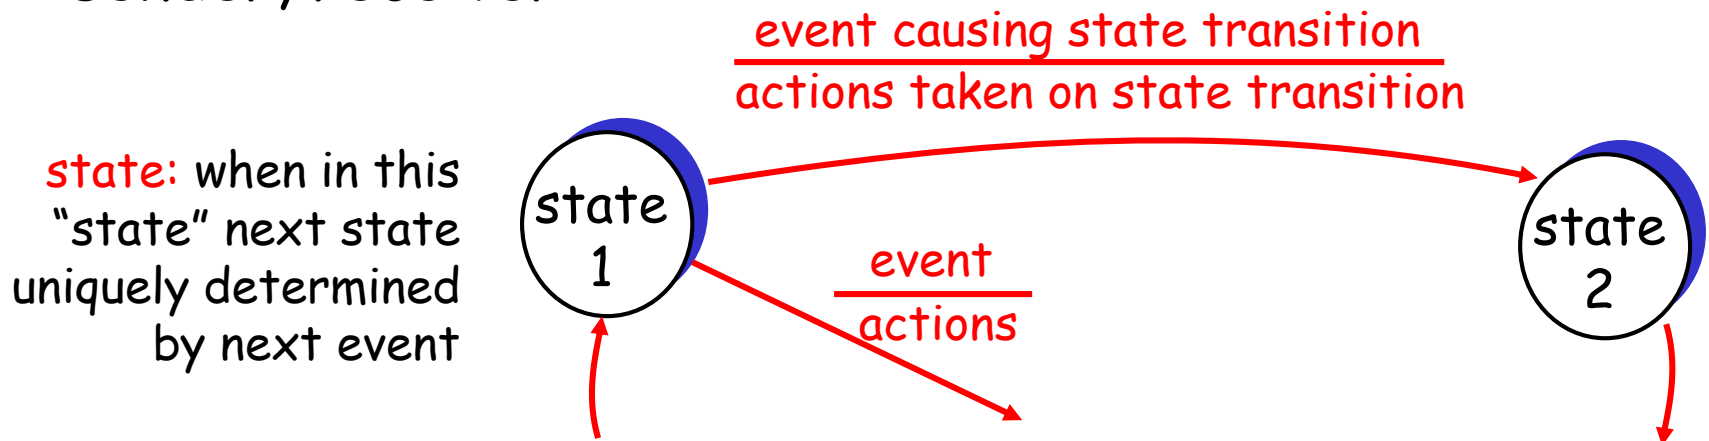 event causing state transition
actions taken on state transition
state: when in this
“state” next state
uniquely determined
by next event
state
1
event
actions
state
2